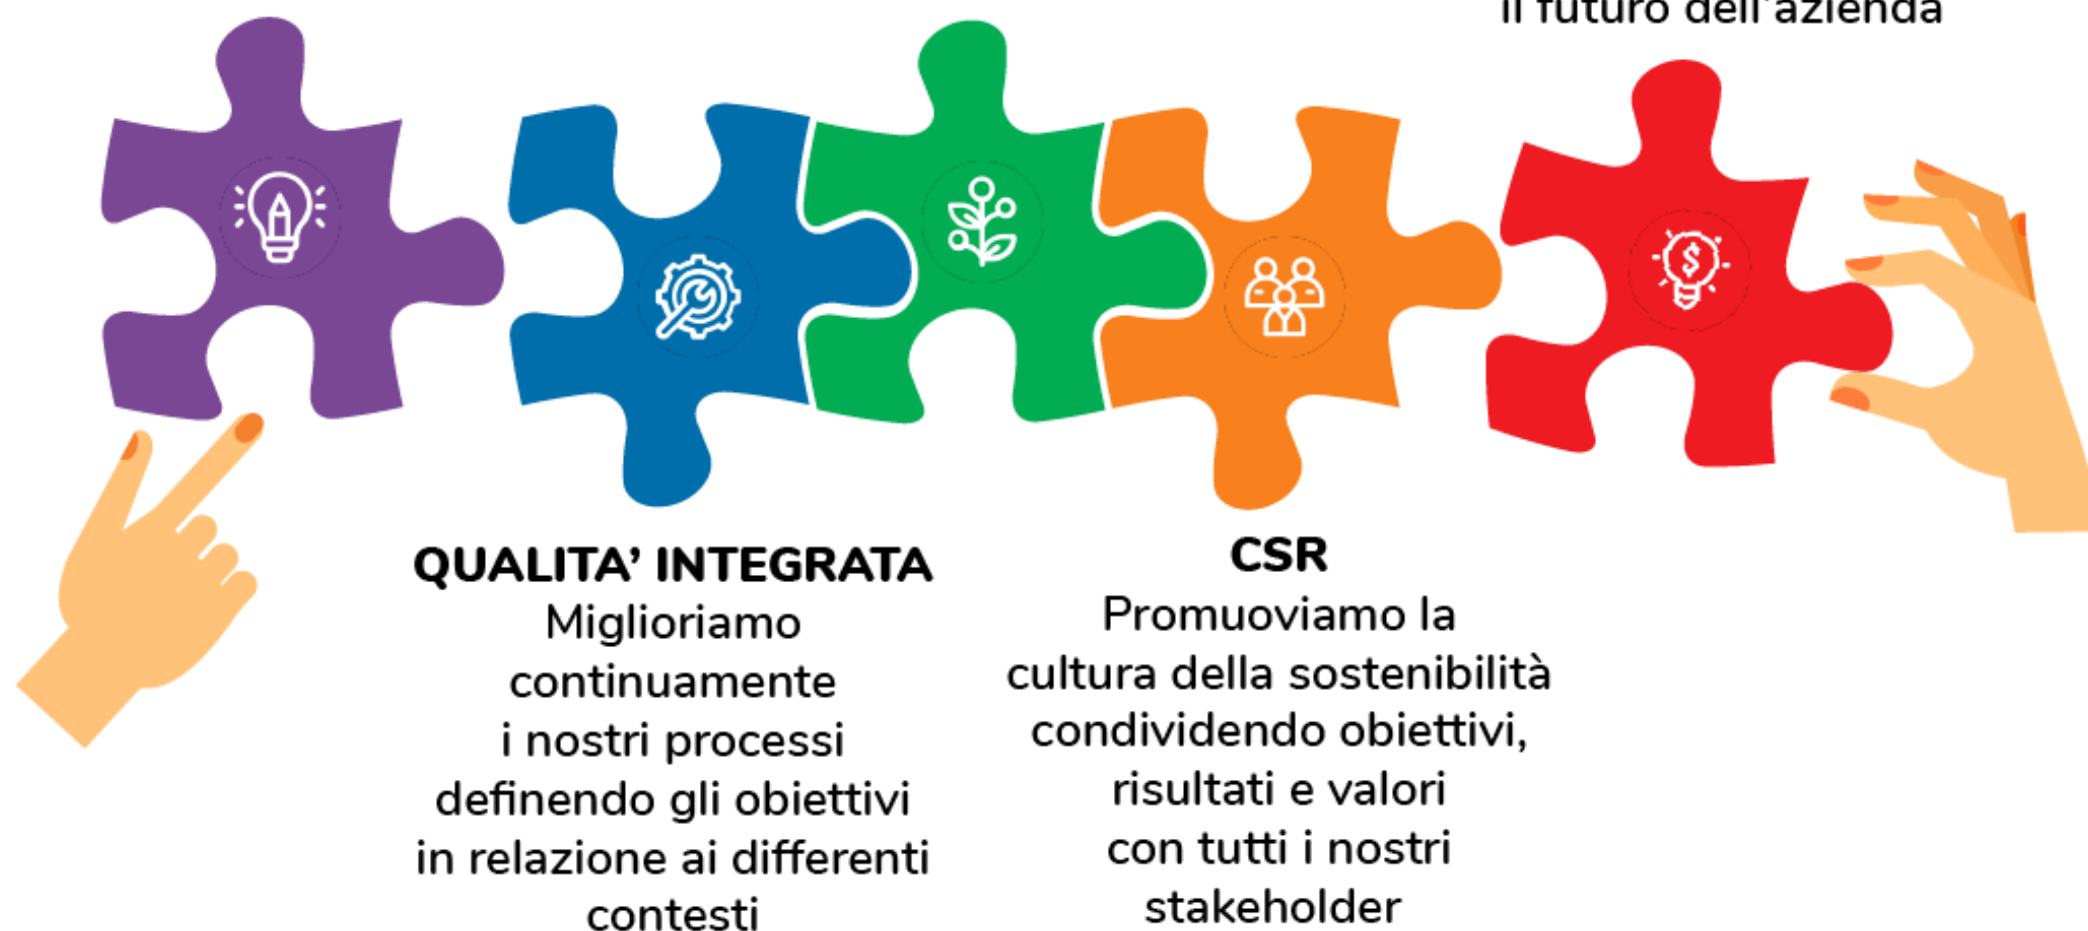 il futuro dell'azienda
QUALITA’ INTEGRATA
Miglioriamo
continuamente
i nostri processi
definendo gli obiettivi
in relazione ai differenti
contesti
CSR
Promuoviamo la
cultura della sostenibilità
condividendo obiettivi,
risultati e valori
con tutti i nostri
stakeholder